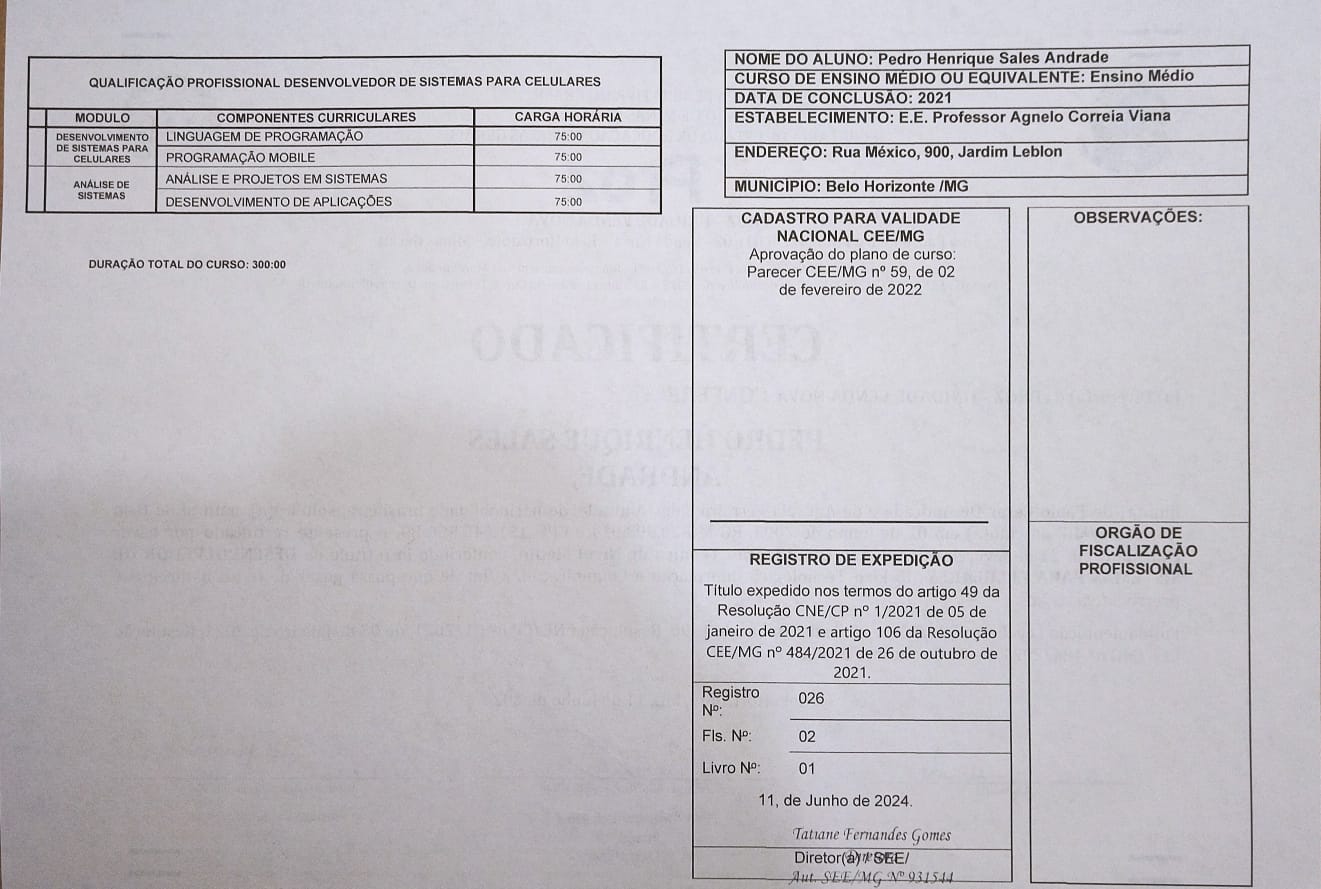 QUALIFICAÇÃO PROFISSIONAL DESENVOLVEDOR DE SISTEMAS PARA CELULARES
MODULO COMPONENTES CURRICULARES CARGA HORÁRIA
DESENVOLVIMENTO
DE SISTEMAS PARA
CELULARES
LINGUAGEM DE PROGRAMAÇÃO 75:00
PROGRAMAÇÃO MOBILE 75:00
ANÁLISE DE
SISTEMAS
ANÁLISE E PROJETOS EM SISTEMAS 75:00
DESENVOLVIMENTO DE APLICAÇÕES 75:00
DURAÇÃO TOTAL DO CURSO: 300:00
NOME DO ALUNO: Pedro Henrique Sales Andrade
CURSO DE ENSINO MÉDIO OU EQUIVALENTE: Ensino Médio
DATA DE CONCLUSÃO: 2021
ESTABELECIMENTO: E.E. Professor Agnelo Correia Viana
ENDEREÇO: Rua México, 900, Jardim Leblon
MUNICÍPIO: Belo Horizonte /MG
CADASTRO PARA VALIDADE
NACIONAL CEE/MG
Aprovação do plano de curso:
Parecer CEE/MG nº 59, de 02
de fevereiro de 2022
REGISTRO DE EXPEDIÇÃO
Título expedido nos termos do artigo 49 da
Resolução CNE/CP nº 1/2021 de 05 de
janeiro de 2021 e artigo 106 da Resolução
CEE/MG nº 484/2021 de 26 de outubro de
2021.
Registro
Nº: 026
Fls. Nº: 02
Livro Nº: 01
11, de Junho de 2024.
Tatiane Fernandes Gomes
Diretor(a) / SEE/
Aut. SEE/MG Nº 931544
OBSERVAÇÕES:
ORGÃO DE
FISCALIZAÇÃO
PROFISSIONAL